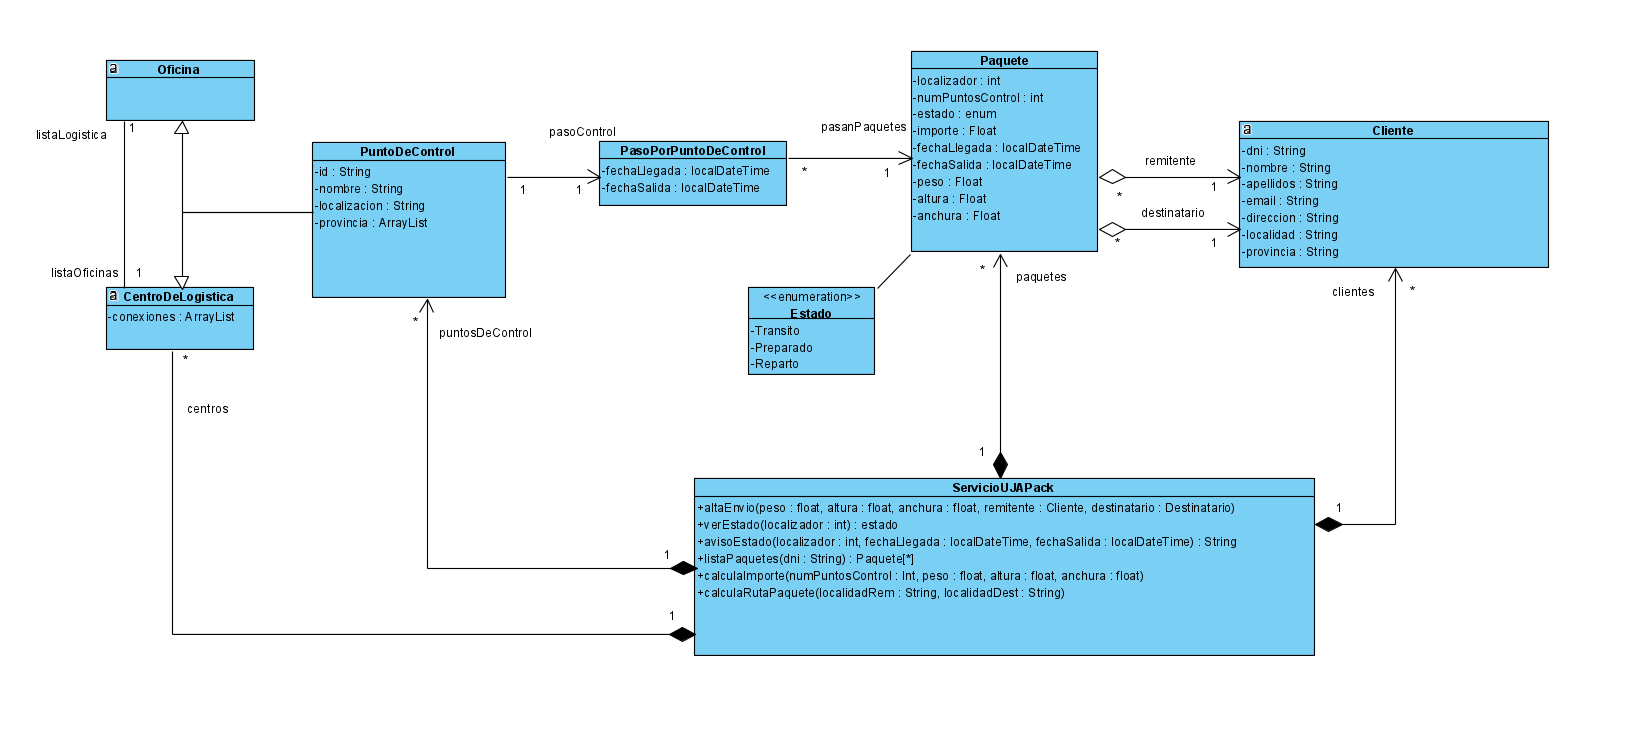 a Oficina
listaLogistica
1
listaOficinas
1
a CentroDeLogistica
-conexiones : ArrayList
*
centros
PuntoDeControl
-id : String
-nombre : String
-localizacion : String
-provincia : ArrayList
*
puntosDeControl
pasoControl
1
1
PasoPorPuntoDeControl
-fechaLlegada : localDateTime
-fechaSalida : localDateTime
pasanPaquetes
*
1
Paquete
-localizador : int
-numPuntosControl : int
-estado : enum
-importe : Float
-fechaLlegada : localDateTime
-fechaSalida : localDateTime
-peso : Float
-altura : Float
-anchura : Float
remitente
*
1
destinatario
*
1
a Cliente
-dni : String
-nombre : String
-apellidos : String
-email : String
-direccion : String
-localidad : String
-provincia : String
<<enumeration>>
Estado
-Transito
-Preparado
-Reparto
*
paquetes
clientes
*
1
1
1
1
ServicioUJAPack
+altaEnvio(peso : float, altura : float, anchura : float, remitente : Cliente, destinatario : Destinatario)
+verEstado(localizador : int) : estado
+avisoEstado(localizador : int, fechaLlegada : localDateTime, fechaSalida : localDateTime) : String
+listaPaquetes(dni : String) : Paquete[*]
+calculaImporte(numPuntosControl : Int, peso : float, altura : float, anchura : float)
+calculaRutaPaquete(localidadRem : String, localidadDest : String)